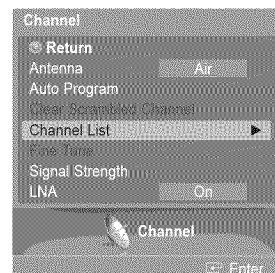 Channel
Return
Antenna Air
Auto Program
Clear Scrambled Channel
Channel List
Fine Tune
Signal Strength
LNA On
Channel
Enter